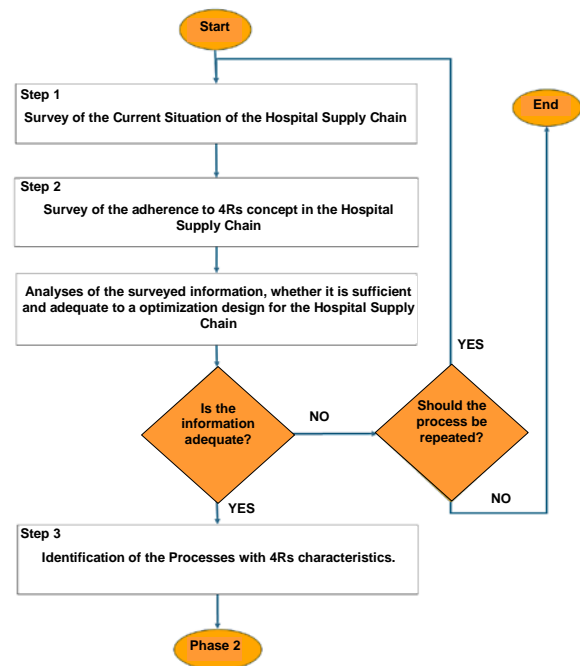 Start
Step 1
Survey of the Current Situation of the Hospital Supply Chain
End
Step 2
Survey of the adherence to 4Rs concept in the Hospital
Supply Chain
Analyses of the surveyed information, whether it is sufficient
and adequate to a optimization design for the Hospital Supply
Chain
YES
Is the
information
adequate?
NO
Should the
process be
repeated?
NO
YES
Step 3
Identification of the Processes with 4Rs characteristics.
Phase 2